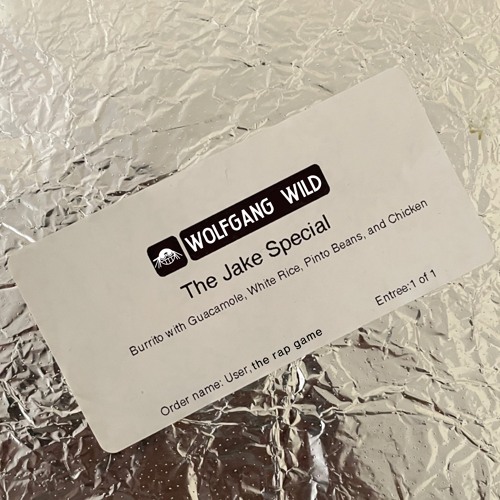 WOLFGANG WILD
The Jake Special
Burrito with Guacamole, White Rice, Pinto Beans, and Chicken
Entree:1 of 1
Order name: User, the rap game